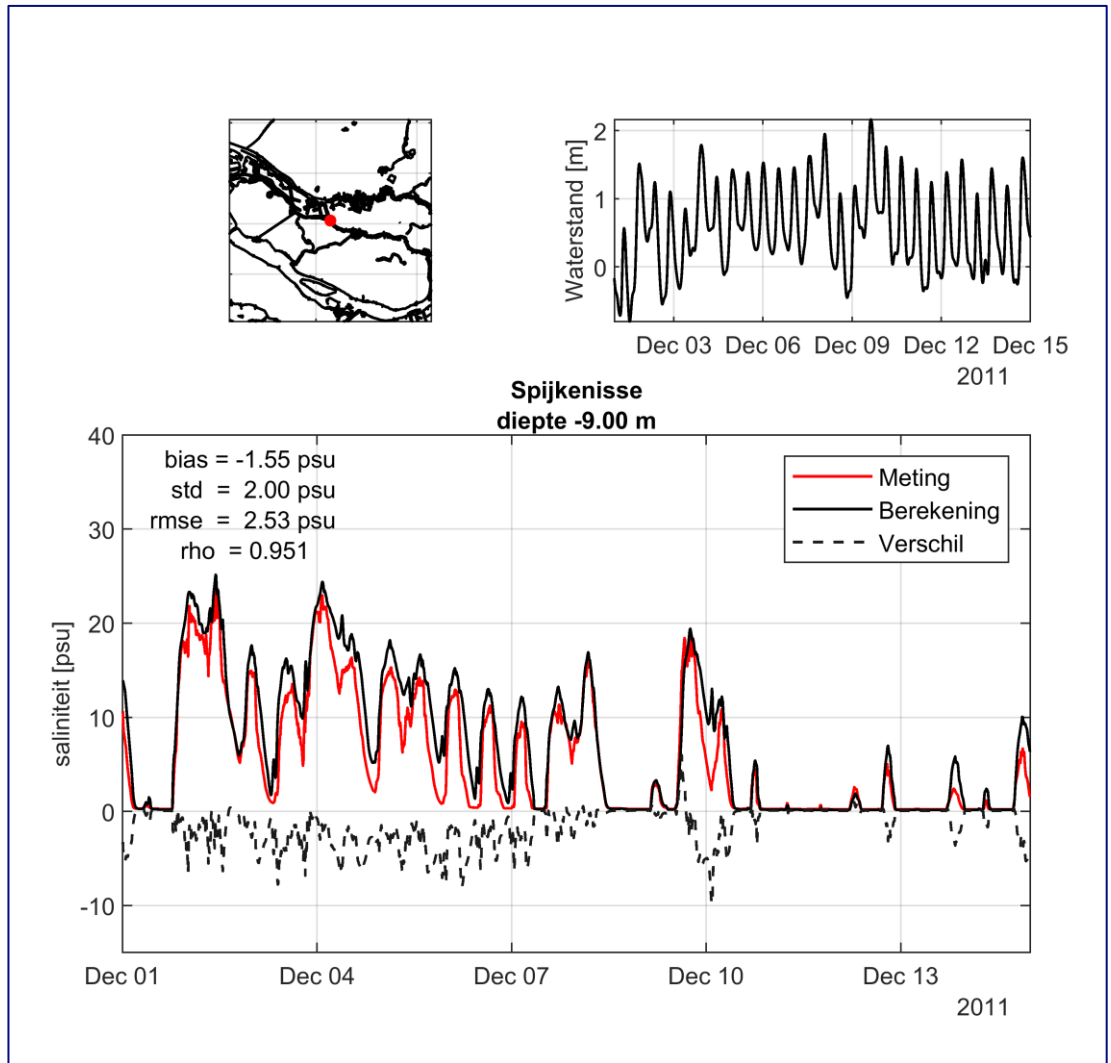 2
1
0
Waterstand [m]
Dec 03 Dec 06 Dec 09 Dec 12 Dec 15
2011
Spijkenisse
diepte -9.00 m
40
30
20
10
0
-10
saliniteit [psu]
bias = -1.55 psu
std = 2.00 psu
rmse = 2.53 psu
rho = 0.951
Meting
Berekening
Verschil
Dec 01 Dec 04 Dec 07 Dec 10 Dec 13
2011